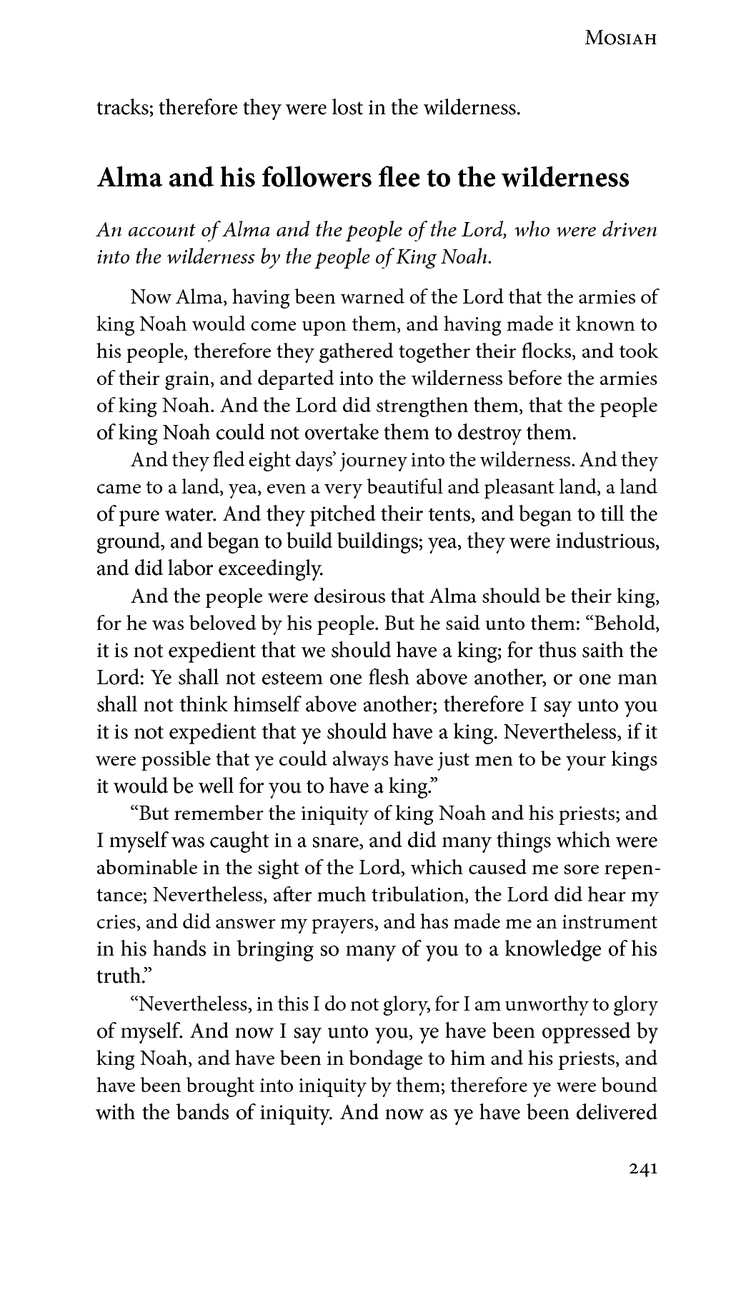 Mosiah
tracks; therefore they were lost in the wilderness.
Alma and his followers flee to the wilderness
An account of Alma and the people of the Lord, who were driven
into the wilderness by the people of King Noah.
Now Alma, having been warned of the Lord that the armies of
king Noah would come upon them, and having made it known to
his people, therefore they gathered together their flocks, and took
of their grain, and departed into the wilderness before the armies
of king Noah. And the Lord did strengthen them, that the people
of king Noah could not overtake them to destroy them.
And they fled eight days’ journey into the wilderness. And they
came to a land, yea, even a very beautiful and pleasant land, a land
of pure water. And they pitched their tents, and began to till the
ground, and began to build buildings; yea, they were industrious,
and did labor exceedingly.
And the people were desirous that Alma should be their king,
for he was beloved by his people. But he said unto them: “Behold,
it is not expedient that we should have a king; for thus saith the
Lord: Ye shall not esteem one flesh above another, or one man
shall not think himself above another; therefore I say unto you
it is not expedient that ye should have a king. Nevertheless, if it
were possible that ye could always have just men to be your kings
it would be well for you to have a king.”
“But remember the iniquity of king Noah and his priests; and
I myself was caught in a snare, and did many things which were
abominable in the sight of the Lord, which caused me sore repen-
tance; Nevertheless, after much tribulation, the Lord did hear my
cries, and did answer my prayers, and has made me an instrument
in his hands in bringing so many of you to a knowledge of his
truth.”
“Nevertheless, in this I do not glory, for I am unworthy to glory
of myself. And now I say unto you, ye have been oppressed by
king Noah, and have been in bondage to him and his priests, and
have been brought into iniquity by them; therefore ye were bound
with the bands of iniquity. And now as ye have been delivered
241